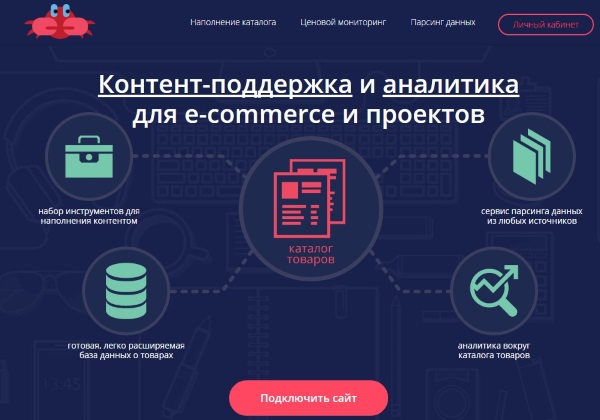 Наполнение каталога
Ценовой мониторинг
Парсинг данных
Личный кабинет
Контент-поддержка и аналитика
для e-commerce и проектов
набор инструментов для
наполнения контентом
каталог
товаров
сервис парсинга данных
из любых источников
готовая, легко расширяемая
база данных о товарах
аналитика вокруг
каталога товаров
13:45
Подключить сайт